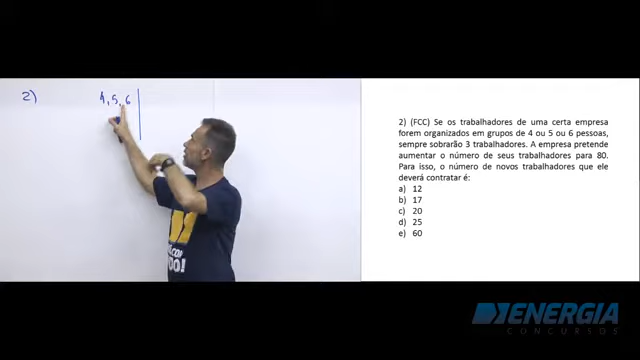 2)
4, 5, 6
2) (FCC) Se os trabalhadores de uma certa empresa
forem organizados em grupos de 4 ou 5 ou 6 pessoas,
sempre sobrarão 3 trabalhadores. A empresa pretende
aumentar o número de seus trabalhadores para 80.
Para isso, o número de novos trabalhadores que ele
deverá contratar é:
a) 12
b) 17
c) 20
d) 25
e) 60
ENERGIA
CONCURSOS